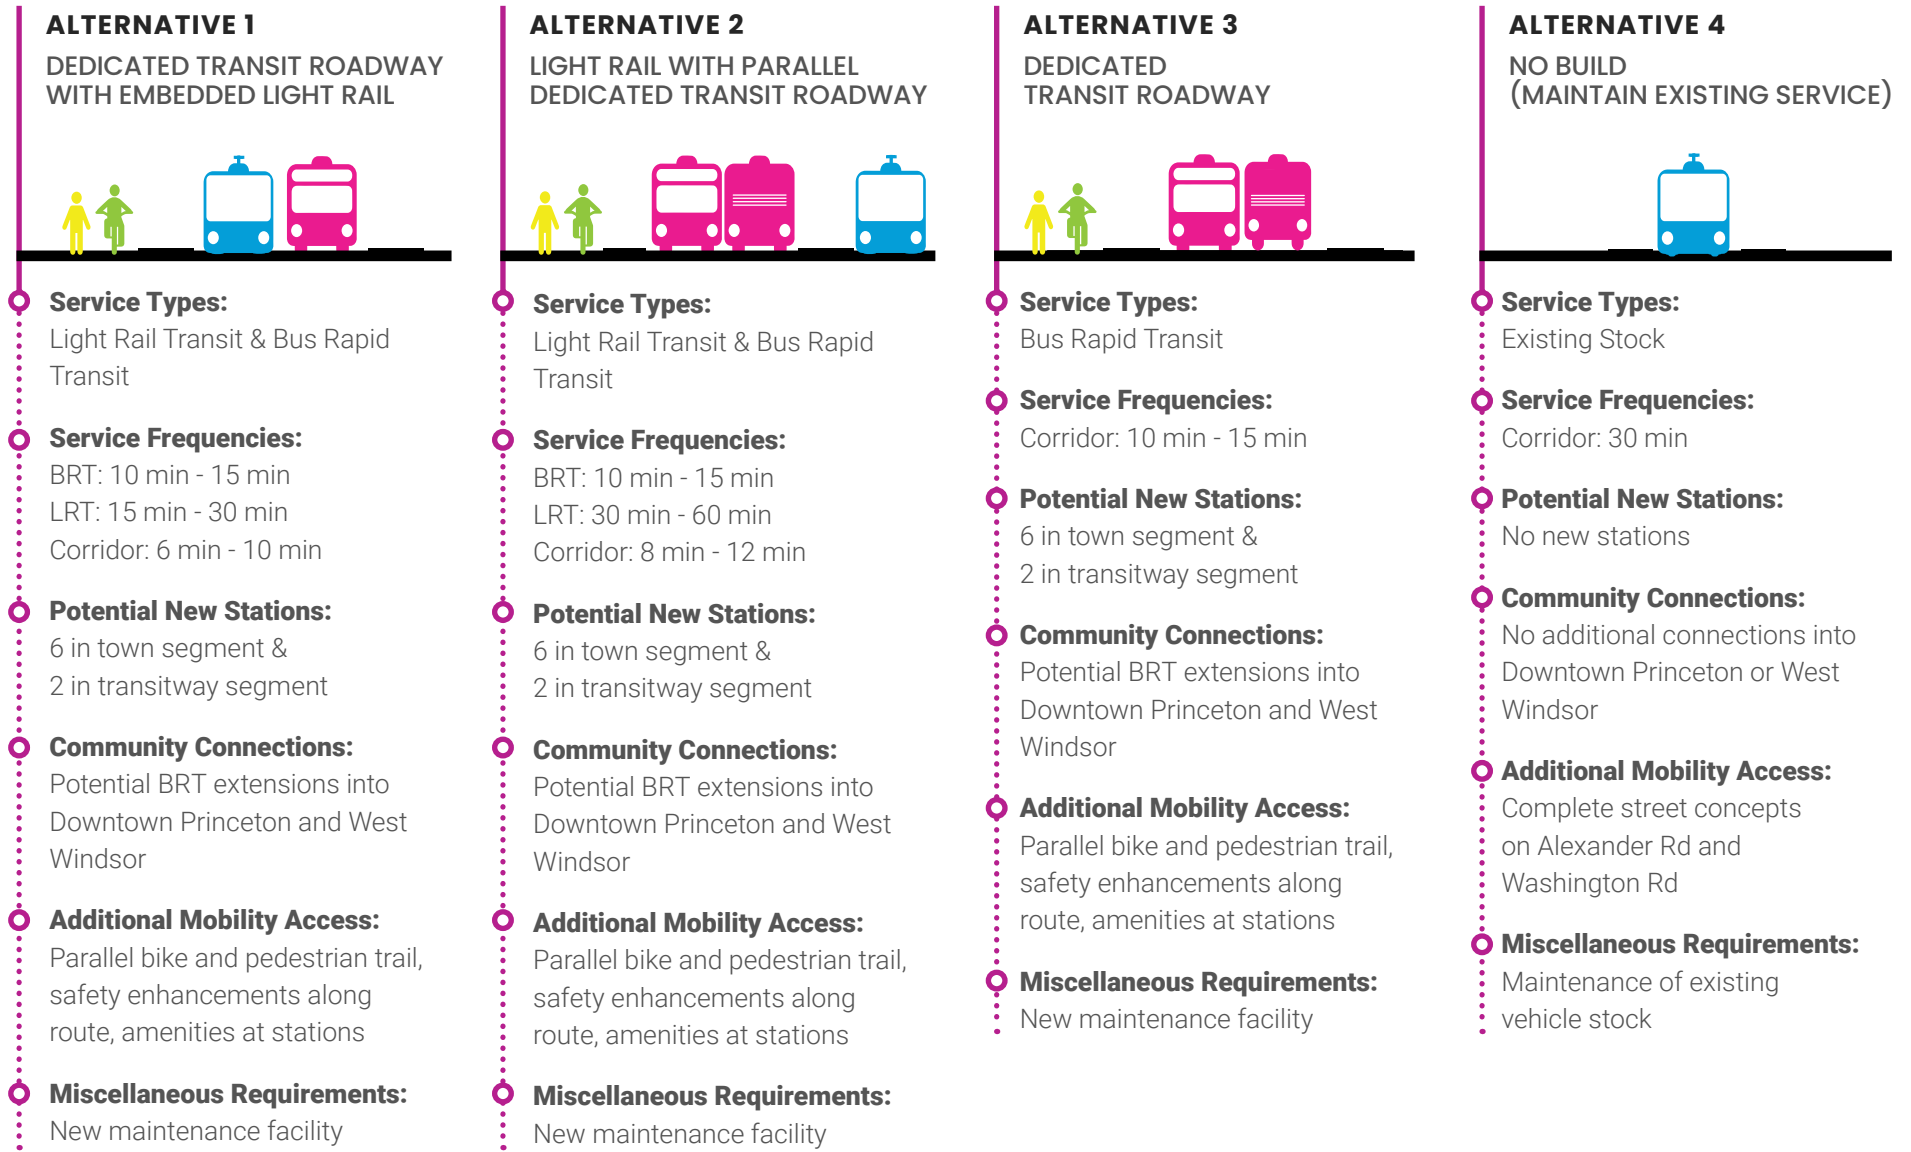 ALTERNATIVE 1
DEDICATED TRANSIT ROADWAY
WITH EMBEDDED LIGHT RAIL
Service Types:
Light Rail Transit & Bus Rapid
Transit
Service Frequencies:
BRT: 10 min - 15 min
LRT: 15 min - 30 min
Corridor: 6 min - 10 min
Potential New Stations:
6 in town segment &
2 in transitway segment
Community Connections:
Potential BRT extensions into
Downtown Princeton and West
Windsor
Additional Mobility Access:
Parallel bike and pedestrian trail,
safety enhancements along
route, amenities at stations
Miscellaneous Requirements:
New maintenance facility
ALTERNATIVE 2
LIGHT RAIL WITH PARALLEL
DEDICATED TRANSIT ROADWAY
Service Types:
Light Rail Transit & Bus Rapid
Transit
Service Frequencies:
BRT: 10 min - 15 min
LRT: 30 min - 60 min
Corridor: 8 min - 12 min
Potential New Stations:
6 in town segment &
2 in transitway segment
Community Connections:
Potential BRT extensions into
Downtown Princeton and West
Windsor
Additional Mobility Access:
Parallel bike and pedestrian trail,
safety enhancements along
route, amenities at stations
Miscellaneous Requirements:
New maintenance facility
ALTERNATIVE 3
DEDICATED
TRANSIT ROADWAY
Service Types:
Bus Rapid Transit
Service Frequencies:
Corridor: 10 min - 15 min
Potential New Stations:
6 in town segment &
2 in transitway segment
Community Connections:
Potential BRT extensions into
Downtown Princeton and West
Windsor
Additional Mobility Access:
Parallel bike and pedestrian trail,
safety enhancements along
route, amenities at stations
Miscellaneous Requirements:
New maintenance facility
ALTERNATIVE 4
NO BUILD
(MAINTAIN EXISTING SERVICE)
Service Types:
Existing Stock
Service Frequencies:
Corridor: 30 min
Potential New Stations:
No new stations
Community Connections:
No additional connections into
Downtown Princeton or West
Windsor
Additional Mobility Access:
Complete street concepts
on Alexander Rd and
Washington Rd
Miscellaneous Requirements:
Maintenance of existing
vehicle stock